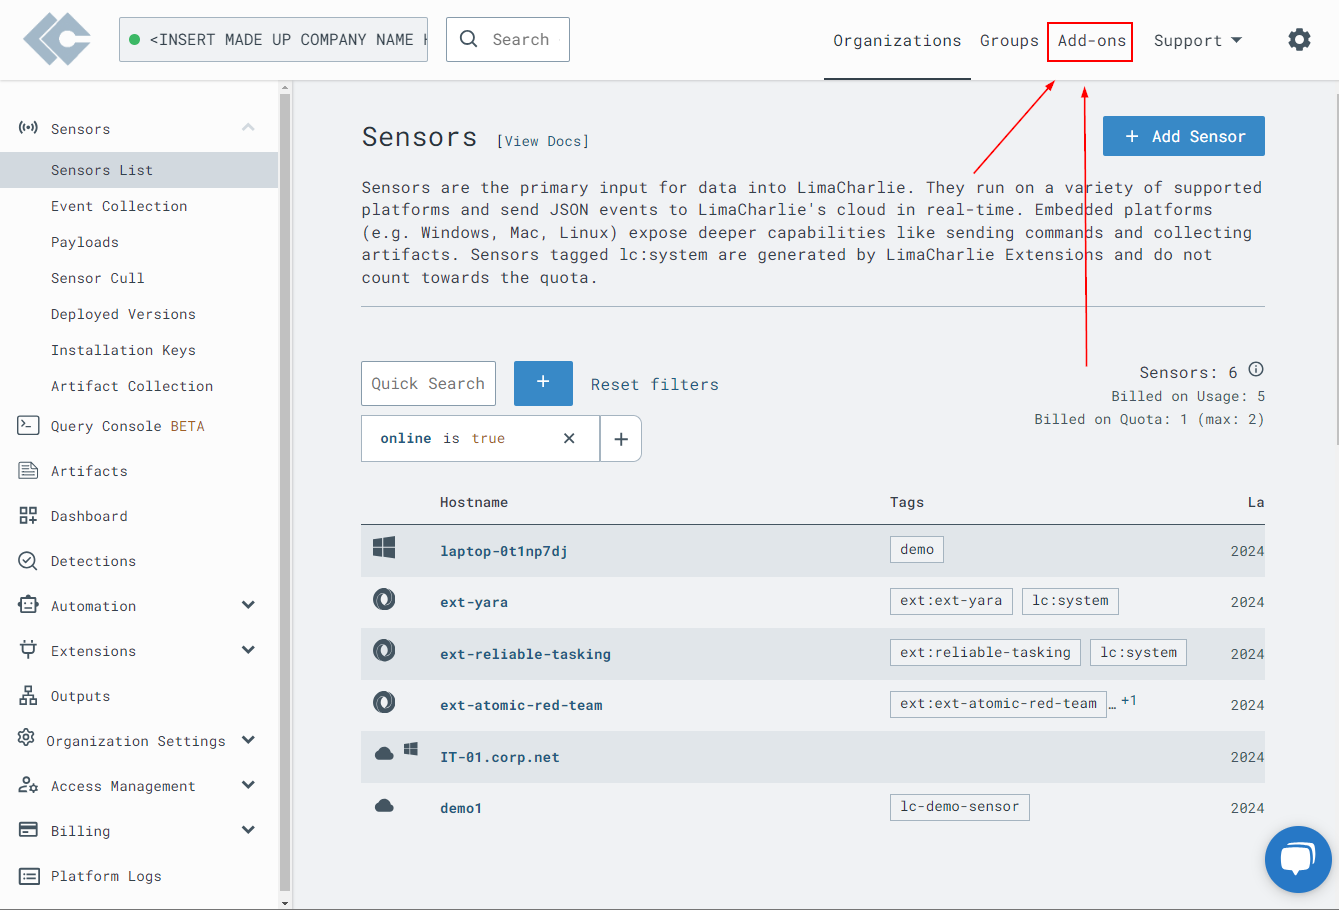 <INSERT MADE UP COMPANY NAME
Search
Organizations
Groups
Add-ons
Support
Sensors
Sensors List
Event Collection
Payloads
Sensor Cull
Deployed Versions
Installation Keys
Artifact Collection
Query Console BETA
Artifacts
Dashboard
Detections
Automation
Extensions
Outputs
Organization Settings
Access Management
Billing
Platform Logs
Sensors [View Docs]
+ Add Sensor
Sensors are the primary input for data into LimaCharlie. They run on a variety of supported
platforms and send JSON events to LimaCharlie's cloud in real-time. Embedded platforms
(e.g. Windows, Mac, Linux) expose deeper capabilities like sending commands and collecting
artifacts. Sensors tagged lc:system are generated by LimaCharlie Extensions and do not
count towards the quota.
Quick Search
+
Reset filters
Sensors: 6
Billed on Usage: 5
Billed on Quota: 1 (max: 2)
online is true
+
Hostname Tags La
laptop-0t1np7dj demo 2024
ext-yara ext:ext-yara lc:system 2024
ext-reliable-tasking ext:reliable-tasking lc:system 2024
ext-atomic-red-team ext:ext-atomic-red-team … +1 2024
IT-01.corp.net 2024
demo1 lc-demo-sensor 2024